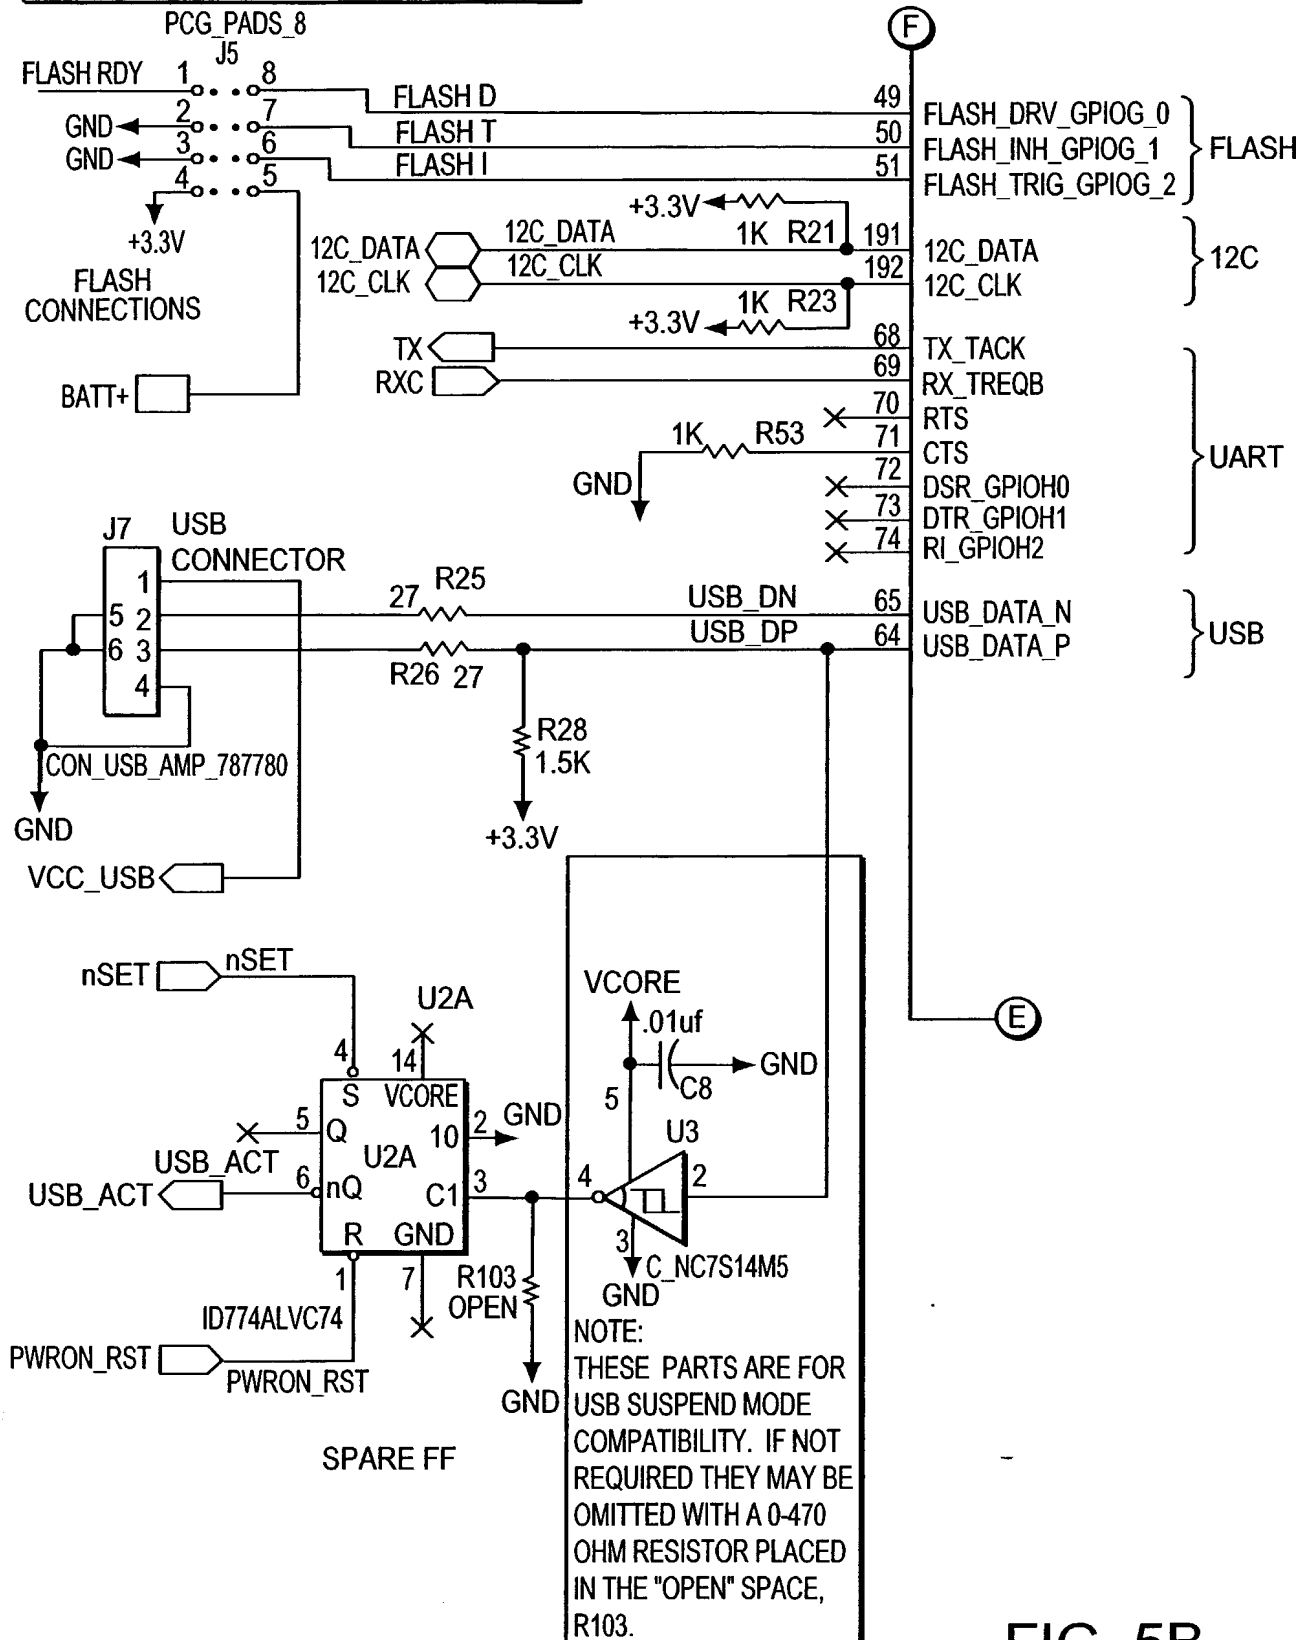 PCG_PADS_8
J5
F
FLASH RDY 1 8
FLASH D 49 FLASH_DRV_GPIOG_0
GND 2 7
FLASH T 50 FLASH_INH_GPIOG_1 FLASH
GND 3 6
FLASH I 51 FLASH_TRIG_GPIOG_2
4 5
+3.3V
+3.3V 1K R21
12C_DATA 12C_DATA 191 12C_DATA
12C_CLK 12C_CLK 192 12C_CLK 12C
FLASH
CONNECTIONS
+3.3V 1K R23
TX 68 TX_TACK
RXC 69 RX_TREQB
BATT+
70 RTS
1K R53 71 CTS UART
GND
72 DSR_GPIOH0
73 DTR_GPIOH1
74 RI_GPIOH2
J7 USB
CONNECTOR
1
27 R25 USB_DN 65 USB_DATA_N
5 2
USB_DP 64 USB_DATA_P USB
6 3
R26 27
4
R28
1.5K
CON_USB_AMP_787780
GND
+3.3V
VCC_USB
nSET nSET
VCORE
U2A
.01uf
E
4 14
GND
C8
S VCORE
5
5 Q
10 2 GND
U3
U2A
USB_ACT
USB_ACT 6 nQ
C1 3
4 2
R GND
3
C_NC7S14M5
1 7
R103
OPEN
GND
ID774ALVC74
PWRON_RST
PWRON_RST
GND
SPARE FF
NOTE:
THESE PARTS ARE FOR
USB SUSPEND MODE
COMPATIBILITY. IF NOT
REQUIRED THEY MAY BE
OMITTED WITH A 0-470
OHM RESISTOR PLACED
IN THE "OPEN" SPACE,
R103.
FIG. 5B